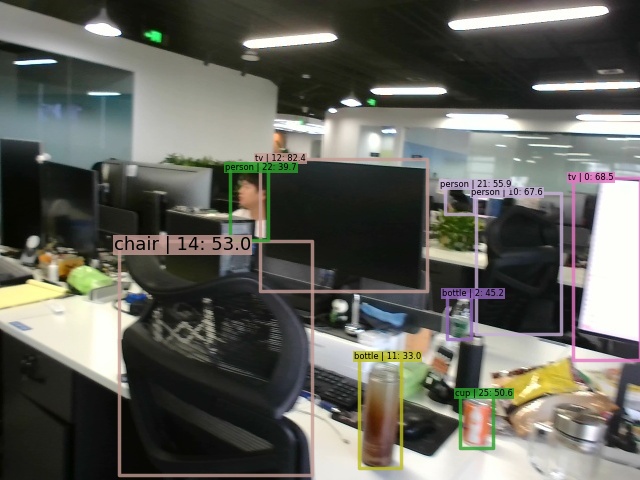 tv | 12: 82.4
person | 22: 39.7
tv | 0: 68.5
person | 21: 55.9
person | 10: 67.6
chair | 14: 53.0
bottle | 2: 45.2
bottle | 11: 33.0
cup | 25: 50.6